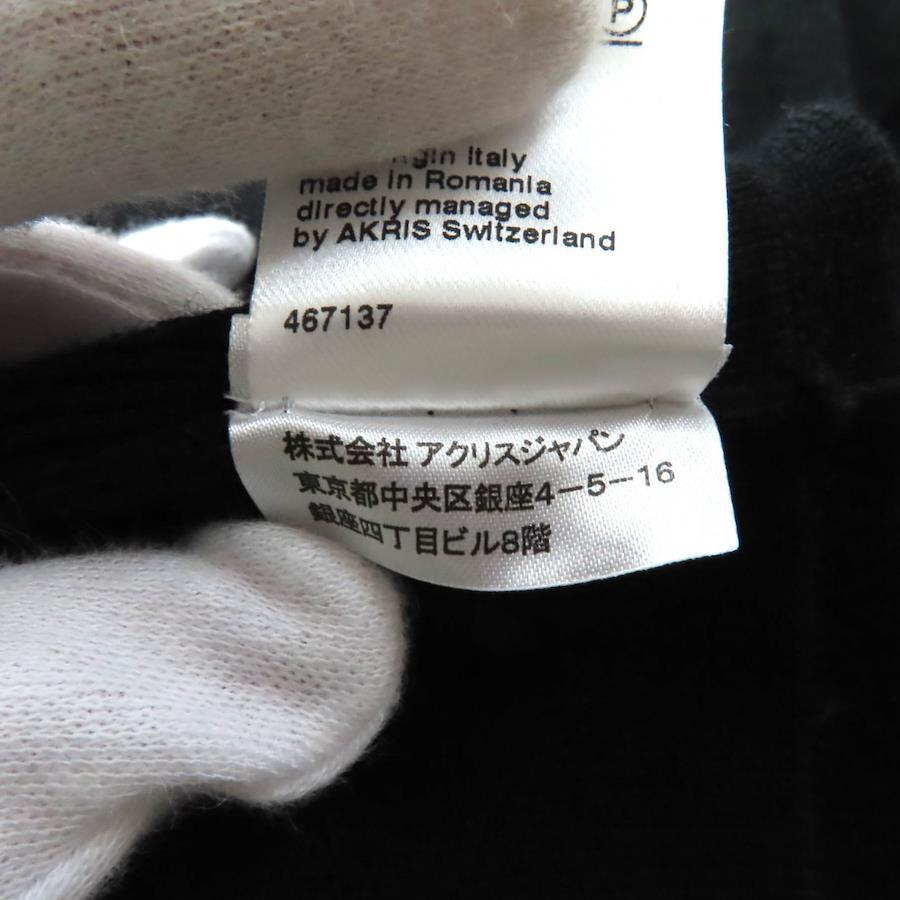 P
Italy
made in Romania
directly managed
by AKRIS Switzerland
467137
株式会社 アクリスジャパン
東京都中央区銀座4-5-16
銀座四丁目ビル8階